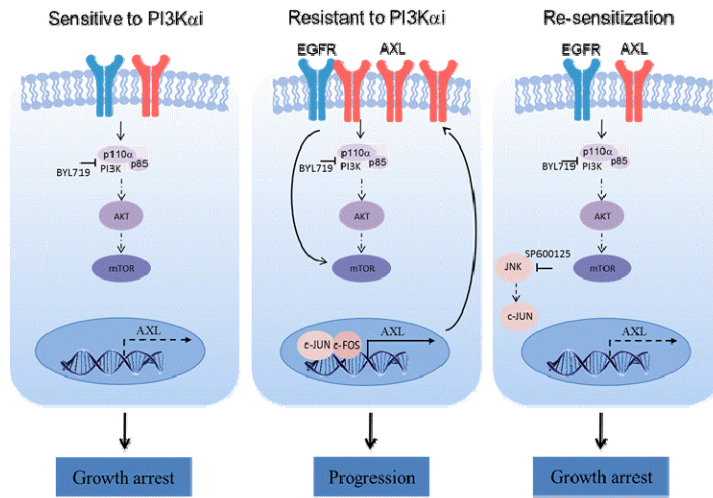 Sensitive to PI3Kαi
p110α
p85
PI3K
BYL719
AKT
mTOR
AXL
Growth arrest
Resistant to PI3Kαi
EGFR
AXL
p110α
p85
PI3K
BYL719
AKT
mTOR
AXL
c-JUN
c-FOS
Progression
Re-sensitization
EGFR
AXL
p110α
p85
PI3K
BYL719
AKT
SP600125
JNK
mTOR
c-JUN
AXL
Growth arrest